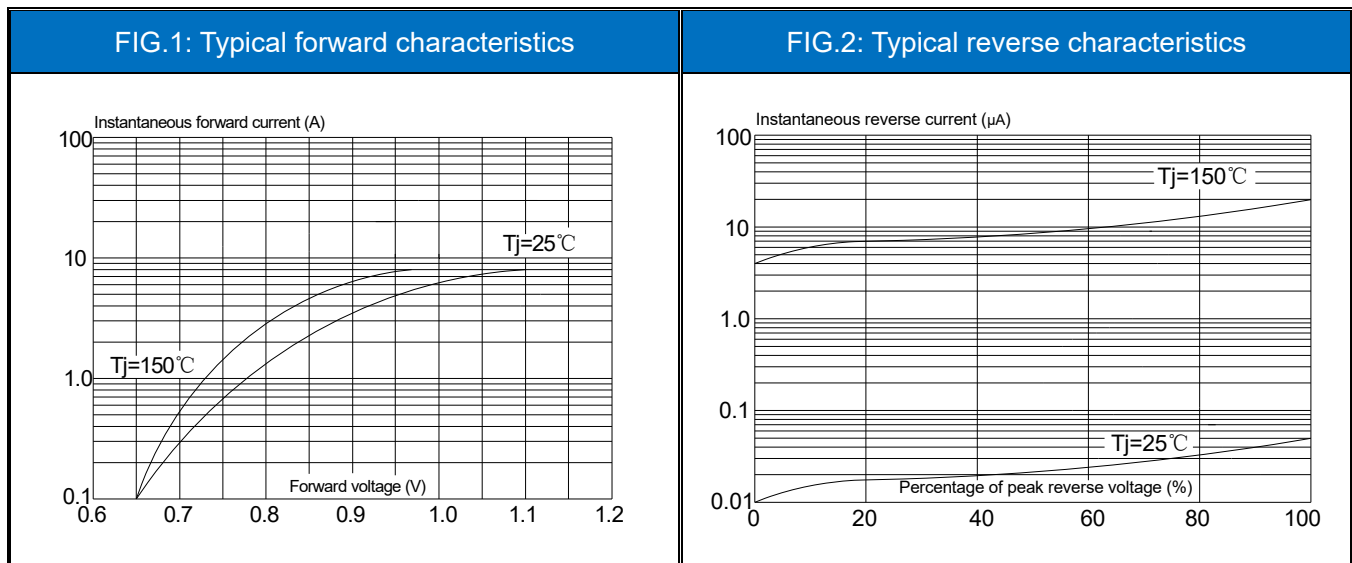 FIG.1: Typical forward characteristics
Instantaneous forward current (A)
100
10
1.0
0.1
Tj=25℃
Tj=150℃
Forward voltage (V)
0.6 0.7 0.8 0.9 1.0 1.1 1.2
FIG.2: Typical reverse characteristics
Instantaneous reverse current (μA)
100
10
1.0
0.1
0.01
Tj=150℃
Tj=25℃
Percentage of peak reverse voltage (%)
0 20 40 60 80 100